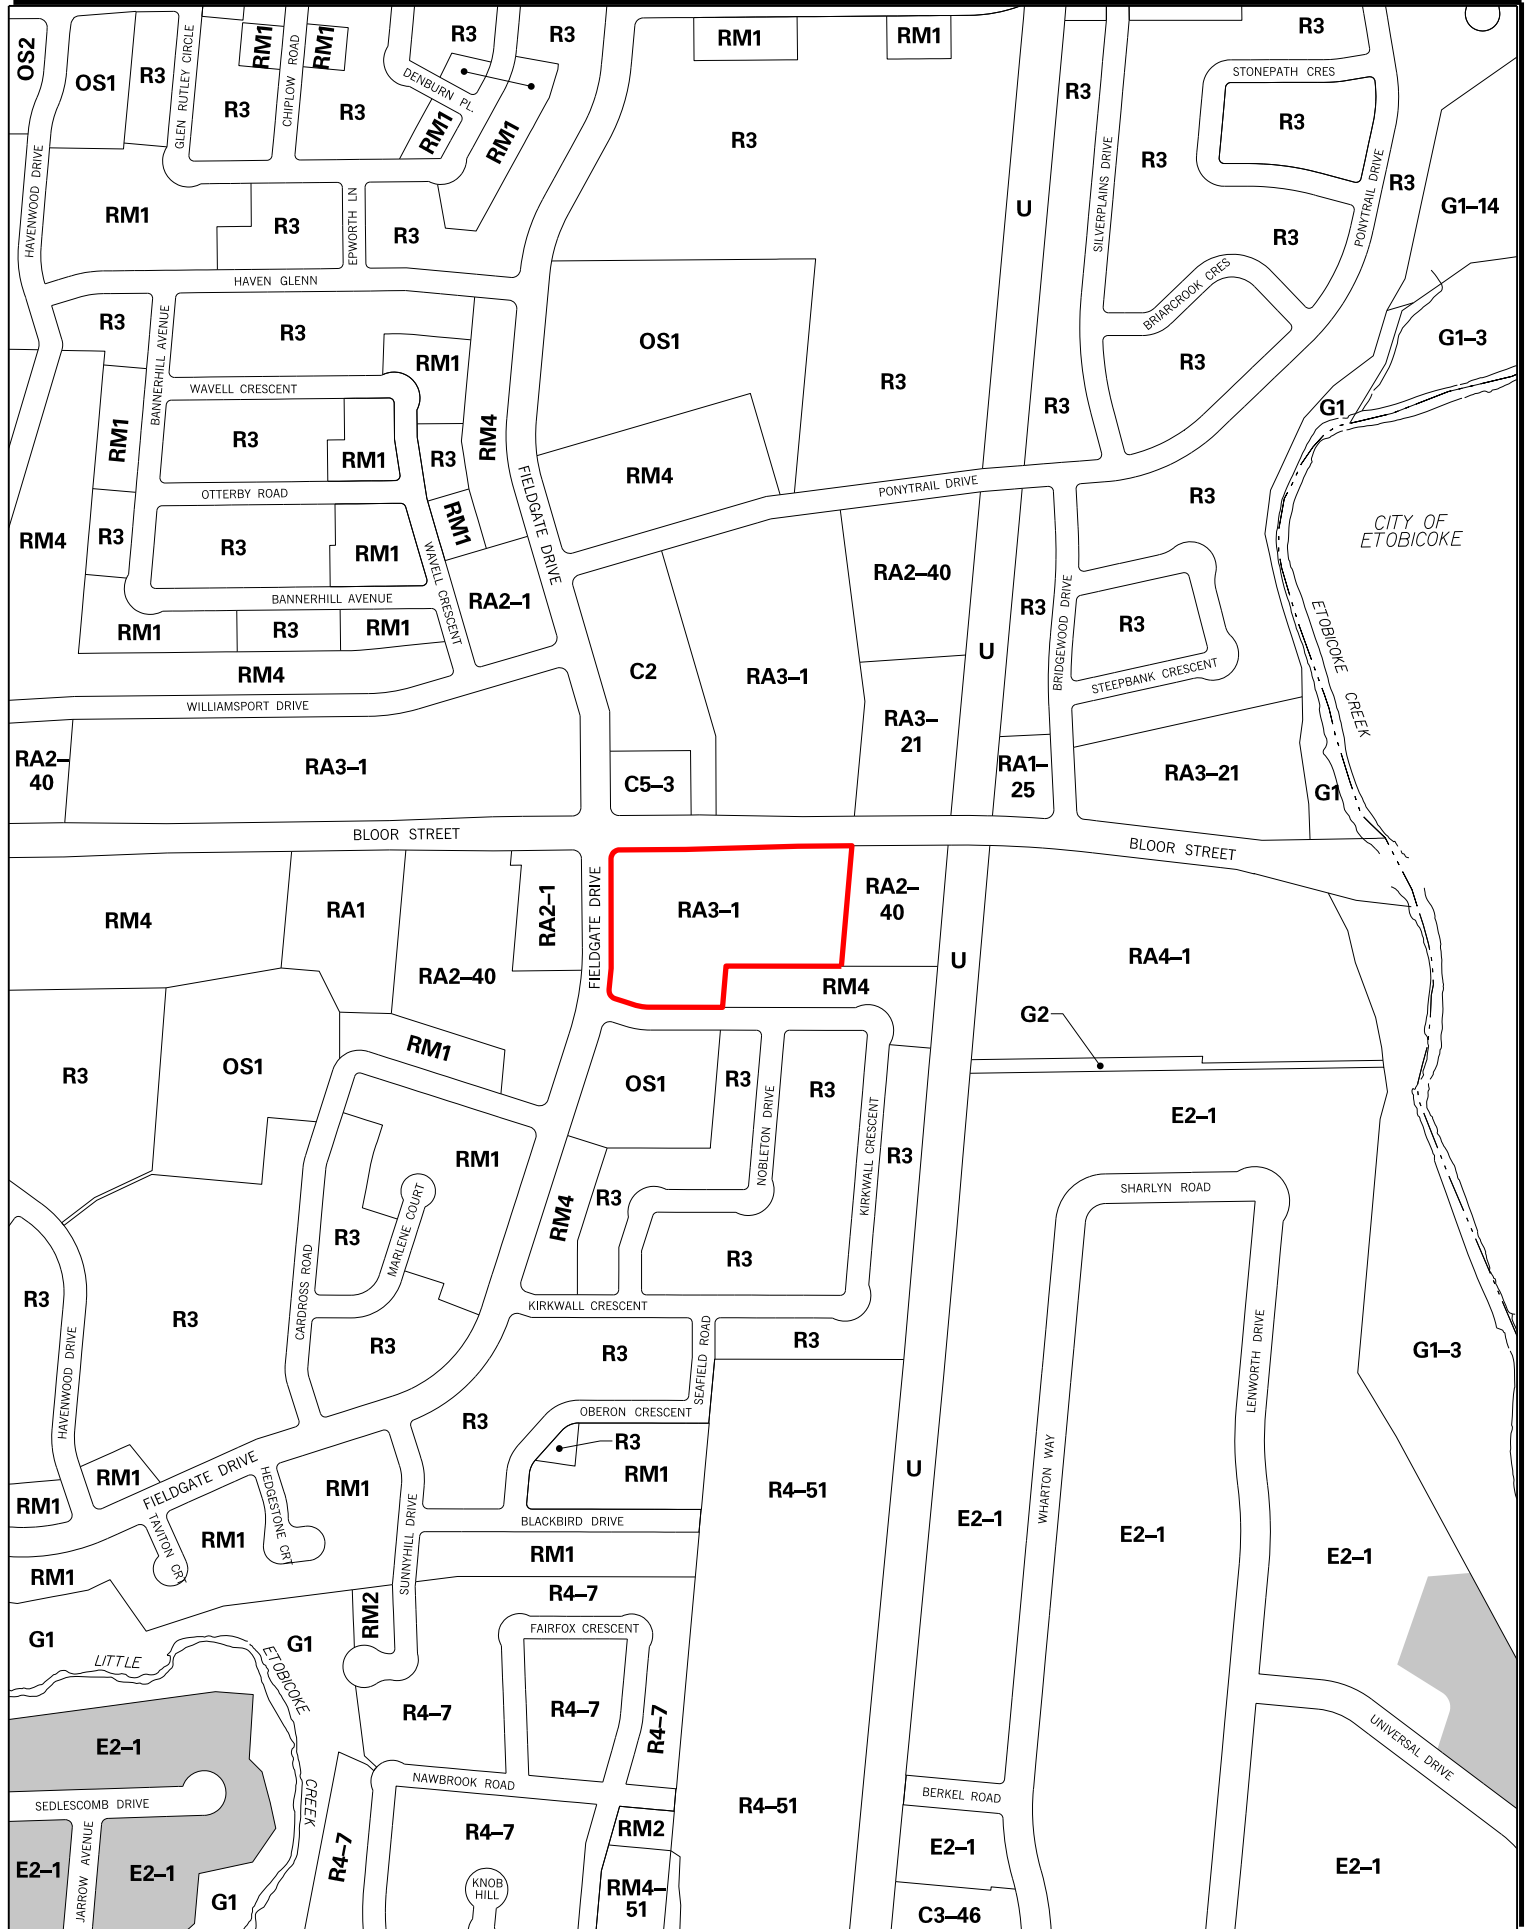 OS2
OS1
R3
GLEN RUTLEY CIRCLE
RM1
CHIPLOW ROAD
RM1
R3
R3
RM1
RM1
R3
R3
R3
DENBURN PL.
RM1
RM1
R3
U
R3
SILVERPLAINS DRIVE
R3
STONEPATH CRES
R3
PONYTRAIL DRIVE
R3
G1–14
HAVENWOOD DRIVE
RM1
R3
EPWORTH LN
R3
R3
HAVEN GLENN
BRIARCROOK CRES
R3
BANNERHILL AVENUE
R3
RM1
OS1
R3
R3
G1–3
WAVELL CRESCENT
RM1
R3
RM1
R3
RM4
RM4
R3
G1
OTTERBY ROAD
FIELDGATE DRIVE
PONYTRAIL DRIVE
R3
RM4
R3
R3
RM1
RM1
WAVELL CRESCENT
CITY OF
ETOBICOKE
BANNERHILL AVENUE
RA2–1
RA2–40
R3
BRIDGEWOOD DRIVE
R3
ETOBICOKE CREEK
RM1
R3
RM1
RM4
C2
RA3–1
U
STEEPBANK CRESCENT
WILLIAMSPORT DRIVE
RA3–
21
RA2–
40
RA3–1
C5–3
RA1–
25
RA3–21
G1
BLOOR STREET
BLOOR STREET
RM4
RA1
RA2–1
FIELDGATE DRIVE
RA3–1
RA2–
40
RA2–40
U
RA4–1
RM4
G2
RM1
R3
OS1
OS1
R3
R3
E2–1
NOBLETON DRIVE
KIRKWALL CRESCENT
R3
RM1
SHARLYN ROAD
RM4
R3
MARLENE COURT
R3
R3
CARDROSS ROAD
R3
R3
KIRKWALL CRESCENT
HAVENWOOD DRIVE
R3
R3
SEAFIELD ROAD
R3
LENWORTH DRIVE
G1–3
R3
OBERON CRESCENT
R3
FIELDGATE DRIVE
RM1
HEDGESTONE CRT
RM1
RM1
RM1
R4–51
U
WHARTON WAY
E2–1
TAVITON CRT
RM1
SUNNYHILL DRIVE
BLACKBIRD DRIVE
E2–1
RM1
RM1
E2–1
R4–7
RM2
G1
G1
FAIRFOX CRESCENT
LITTLE
ETOBICOKE
CREEK
R4–7
R4–7
R4–7
E2–1
UNIVERSAL DRIVE
SEDLESCOMB DRIVE
NAWBROOK ROAD
BERKEL ROAD
R4–51
R4–7
R4–7
RM2
E2–1
JARROW AVENUE
E2–1
E2–1
E2–1
KNOB
HILL
RM4–
51
G1
C3–46